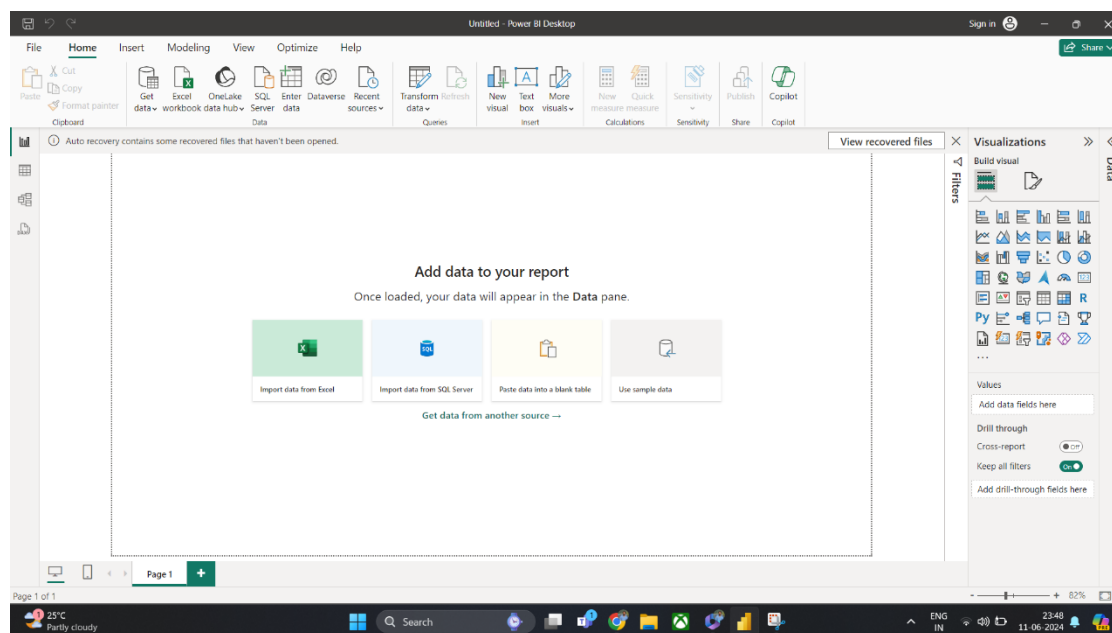 Untitled - Power BI Desktop
Sign in
File Home Insert Modeling View Optimize Help
Share
Paste
Cut
Copy
Format painter
Clipboard
Get data
Excel workbook
OneLake data hub
SQL Server
Enter data
Dataverse
Recent sources
Data
Transform data
Refresh
Queries
New visual
Text box
More visuals
Insert
New measure
Quick measure
Calculations
Sensitivity
Sensitivity
Publish
Share
Copilot
Copilot
Auto recovery contains some recovered files that haven't been opened.
View recovered files
Filters
Visualizations
Build visual
Data
Add data to your report
Once loaded, your data will appear in the Data pane.
Import data from Excel
Import data from SQL Server
Paste data into a blank table
Use sample data
Get data from another source →
SQL
R
Py
...
Values
Add data fields here
Drill through
Cross-report
Off
Keep all filters
On
Add drill-through fields here
Page 1
Page 1 of 1
82%
1
25°C
Partly cloudy
Search
ENG
IN
23:48
11-06-2024